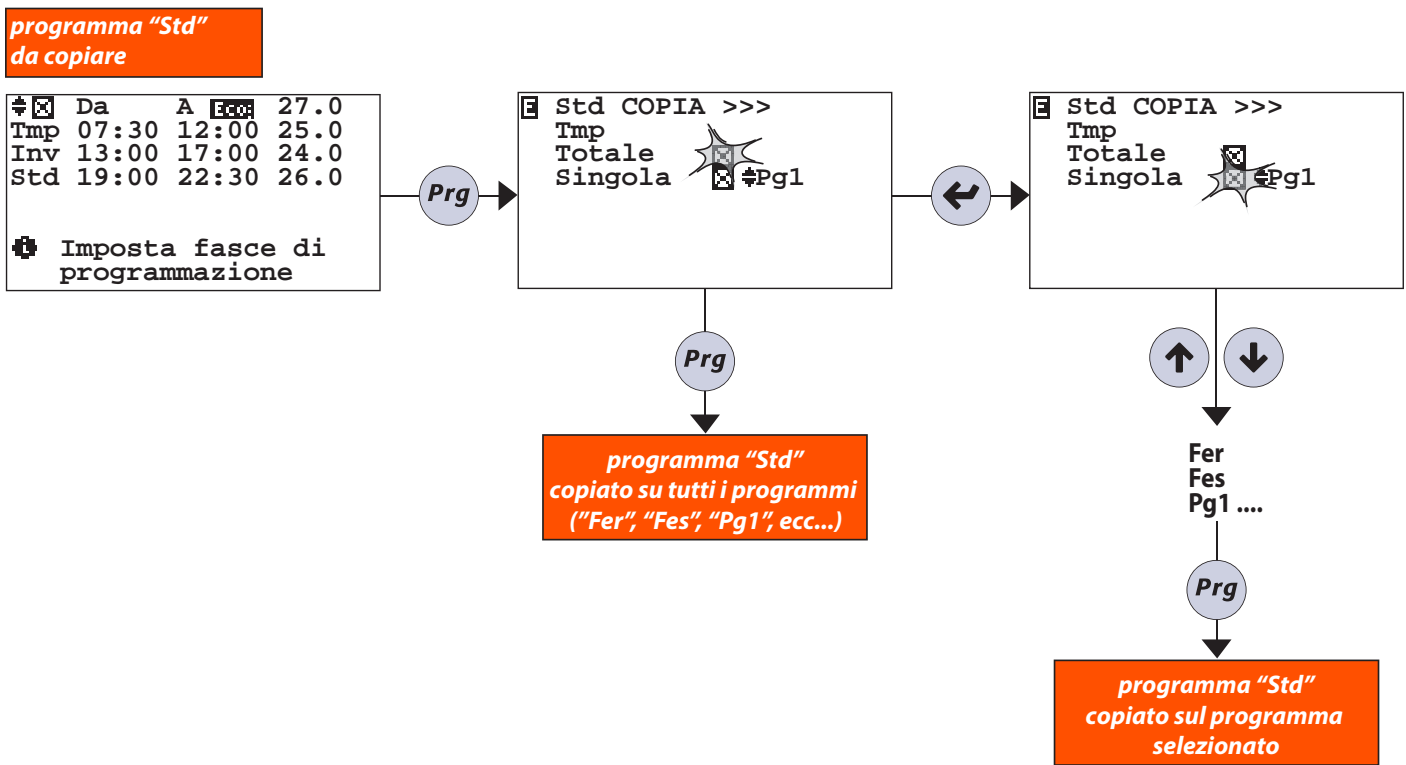 programma “Std”
da copiare
Da A Eco: 27.0
Tmp 07:30 12:00 25.0
Inv 13:00 17:00 24.0
Std 19:00 22:30 26.0
i Imposta fasce di
programmazione
Prg
E Std COPIA >>>
Tmp
Totale
Singola Pg1
E Std COPIA >>>
Tmp
Totale
Singola Pg1
Prg
programma “Std”
copiato su tutti i programmi
(”Fer”, “Fes”, “Pg1”, ecc...)
Fer
Fes
Pg1 ....
Prg
programma “Std”
copiato sul programma
selezionato